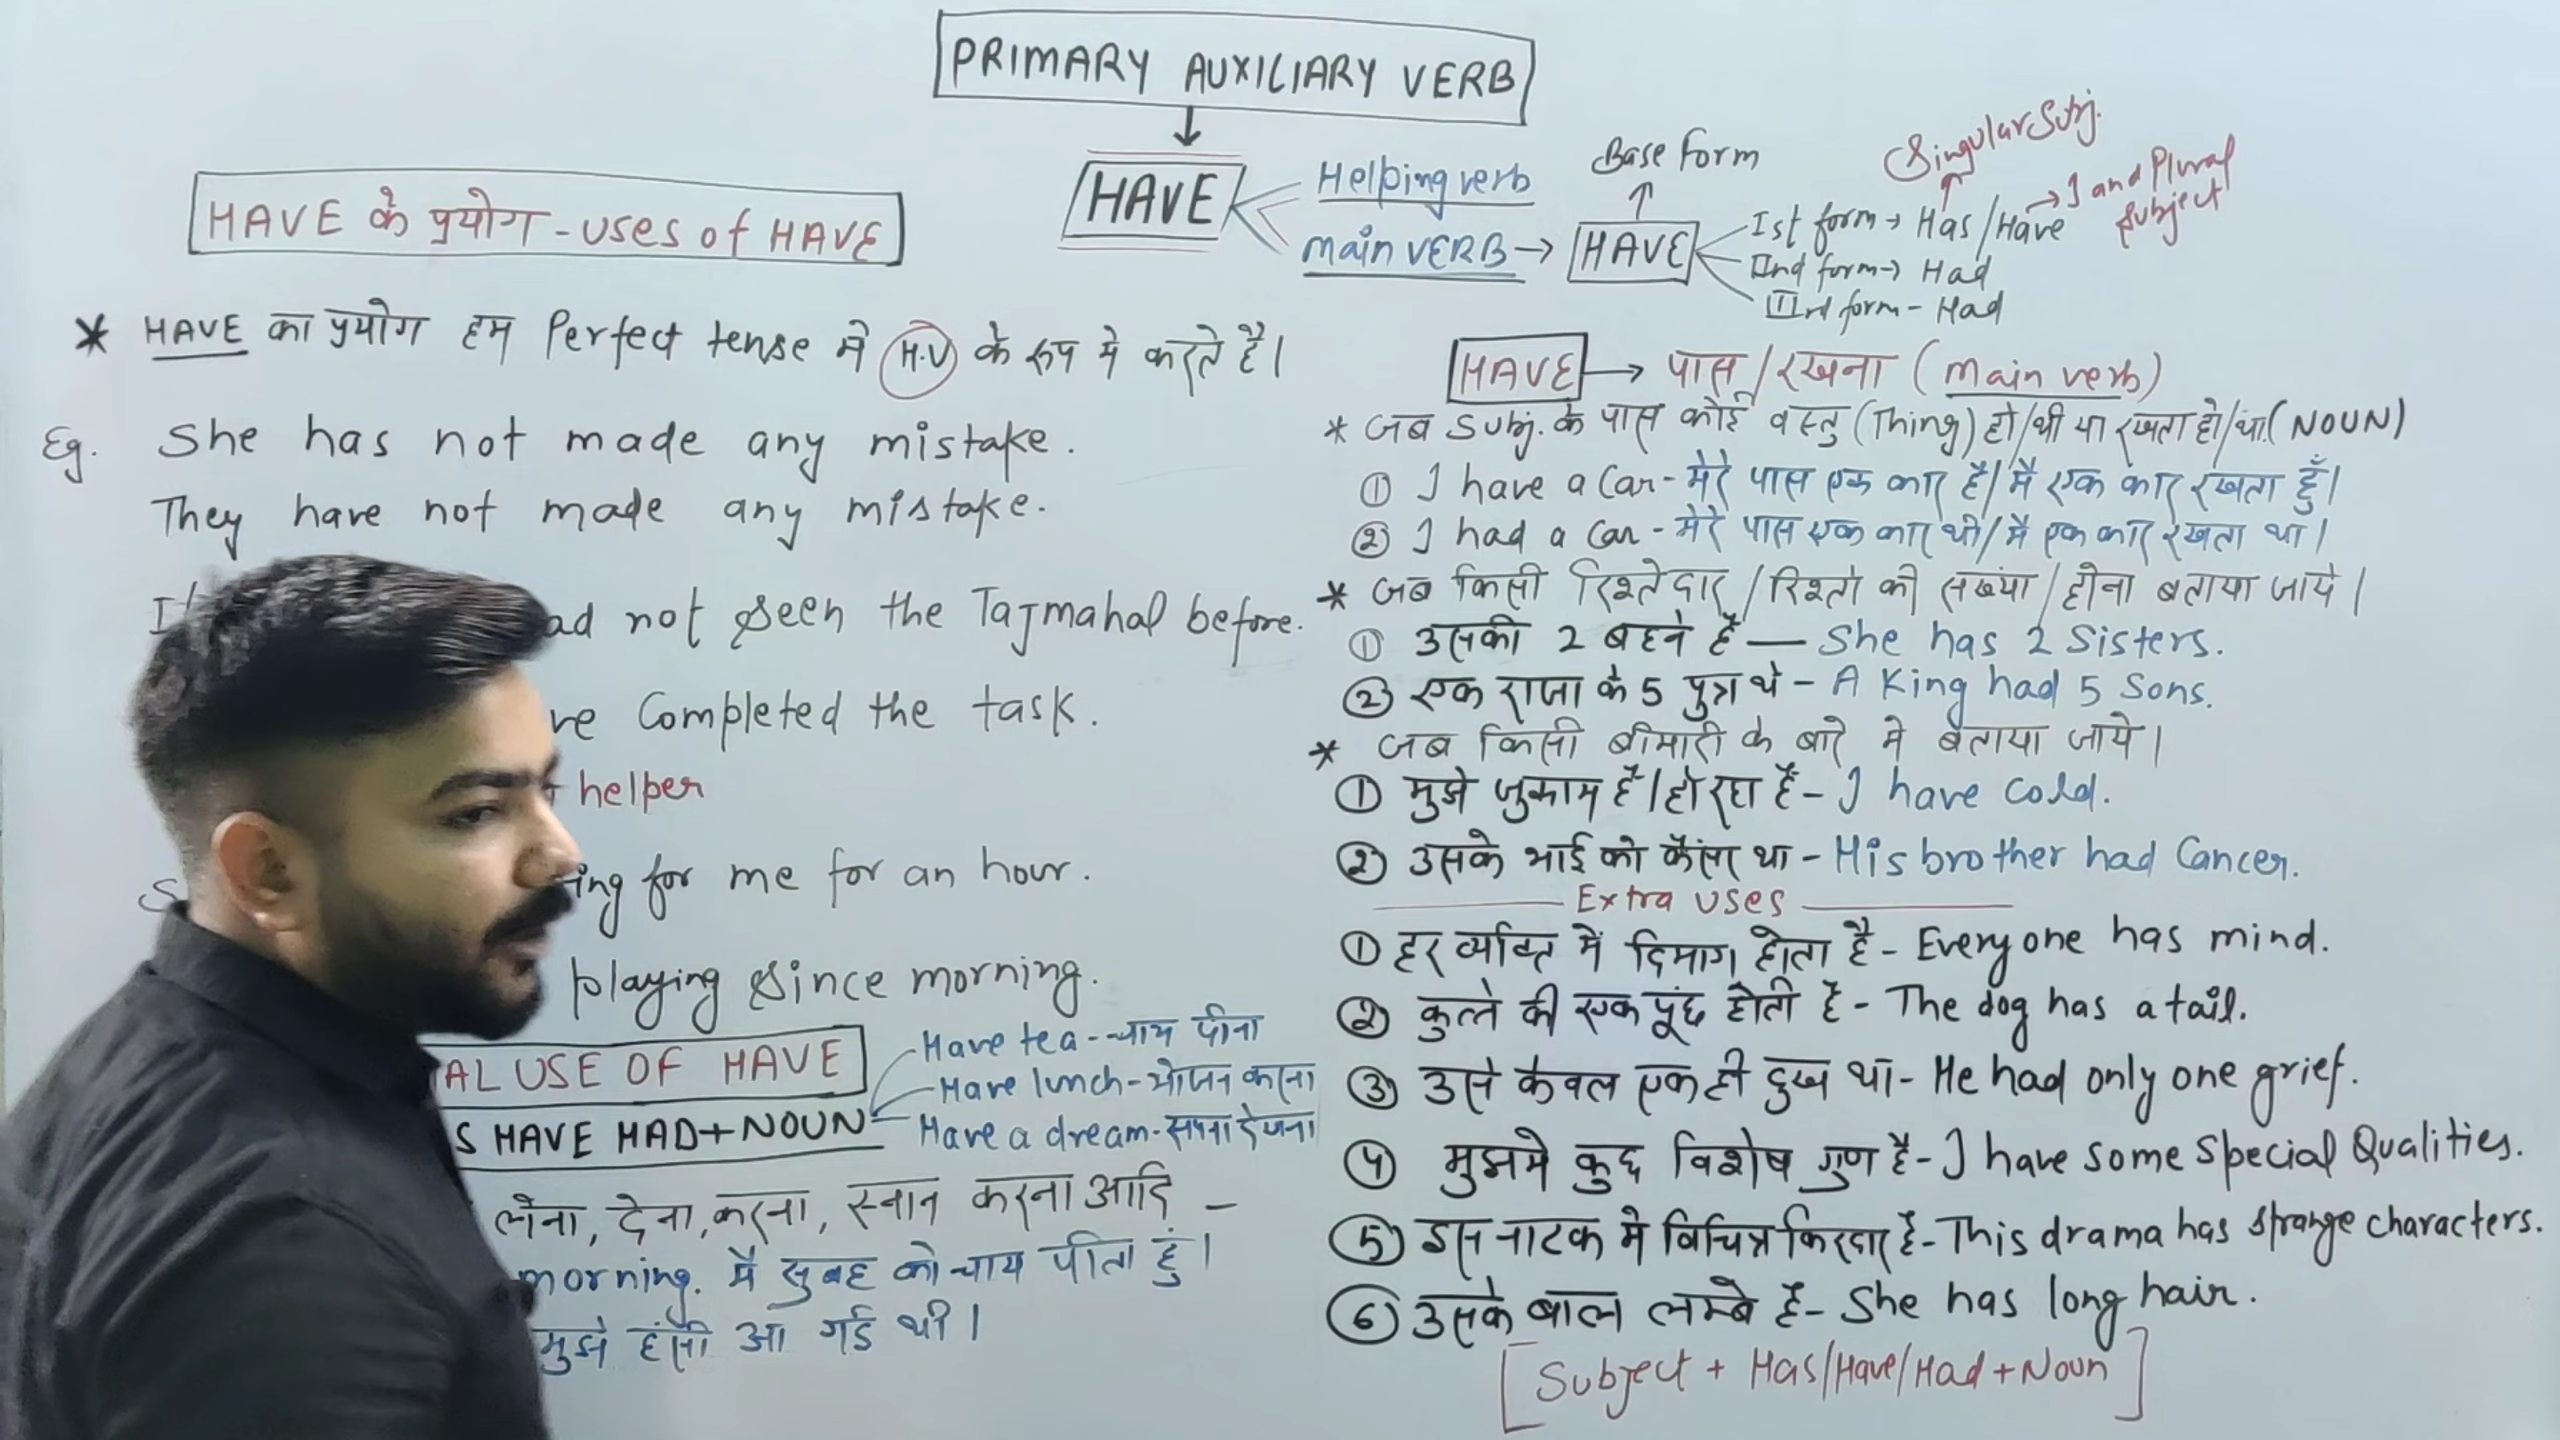 PRIMARY AUXILIARY VERB
HAVE
Helping verb
main VERB → HAVE
Base Form
Ist form → Has/Have
IInd form → Had
IIIrd form - Had
Singular Subj.
→ I and Plural
Subject
HAVE के प्रयोग - uses of HAVE
* HAVE का प्रयोग हम Perfect tense मे H.V के रूप मे करते है।
Eg. She has not made any mistake.
They have not made any mistake.
ad not seen the Tajmahal before.
ve completed the task.
helper
ing for me for an hour.
playing since morning.
AL USE OF HAVE
S HAVE HAD+NOUN
Have tea - चाय पीना
Have lunch - भोजन करना
Have a dream - सपना देखना
लेना, देना, करना, स्नान करना आदि -
morning. मै सुबह को चाय पीता हुं।
मुझे हंसी आ गई थी।
HAVE → पास/रखना (main verb)
* जब Subj. के पास कोई वस्तु (Thing) हो/थी या रखता हो/था (NOUN)
① I have a Car - मेरे पास एक कार है/मै एक कार रखता हूँ।
② I had a Car - मेरे पास एक कार थी/मै एक कार रखता था।
* जब किसी रिश्तेदार/रिश्तो की सख्यां/होना बताया जाये।
① उसकी 2 बहने हैं — She has 2 Sisters.
② एक राजा के 5 पुत्र थे - A King had 5 Sons.
* जब किसी बीमारी के बारे मे बताया जाये।
① मुझे जुकाम है/हो रहा है - I have cold.
② उसके भाई को कैंसर था - His brother had Cancer.
Extra uses
① हर व्यक्ति में दिमाग होता है - Everyone has mind.
② कुत्ते की एक पूंछ होती है - The dog has a tail.
③ उसे केवल एक ही दुख था - He had only one grief.
④ मुझमे कुछ विशेष गुण है - I have some special Qualities.
⑤ इस नाटक मे विचित्र किरदार है - This drama has strange characters.
⑥ उसके बाल लम्बे है - She has long hair.
[Subject + Has/Have/Had + Noun]